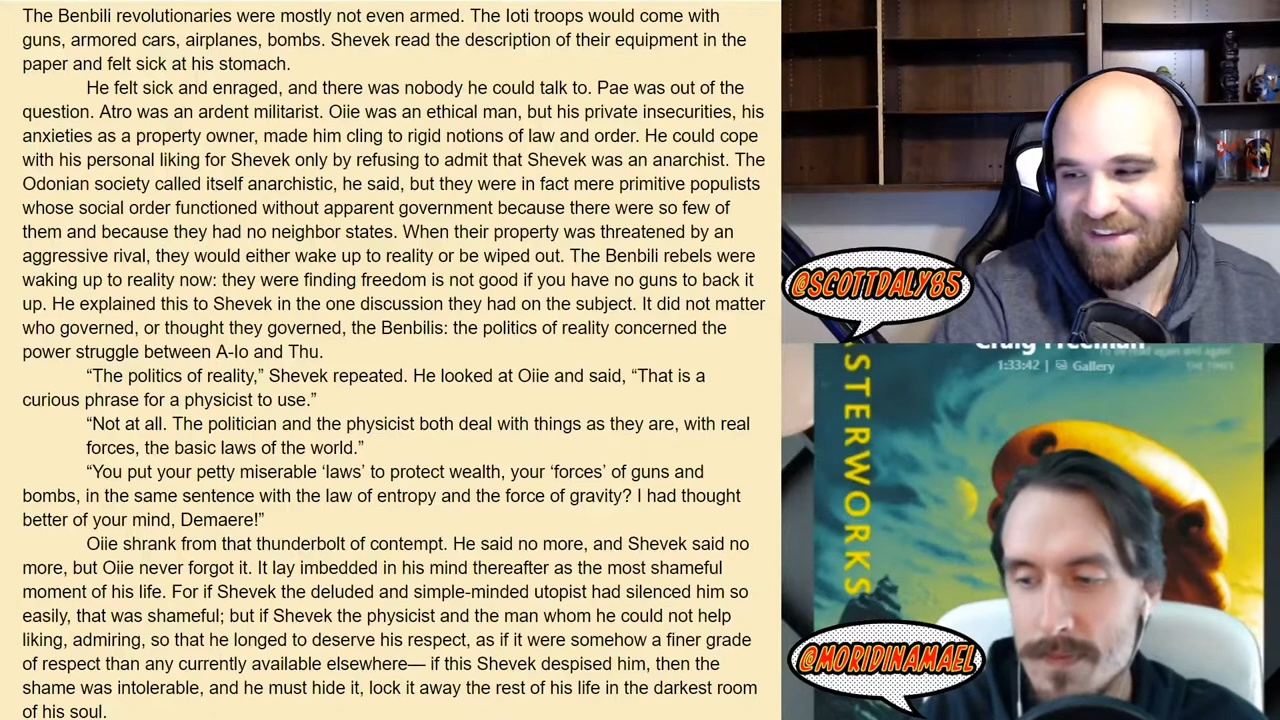 The Benbili revolutionaries were mostly not even armed. The Ioti troops would come with
guns, armored cars, airplanes, bombs. Shevek read the description of their equipment in the
paper and felt sick at his stomach.
He felt sick and enraged, and there was nobody he could talk to. Pae was out of the
question. Atro was an ardent militarist. Oiie was an ethical man, but his private insecurities, his
anxieties as a property owner, made him cling to rigid notions of law and order. He could cope
with his personal liking for Shevek only by refusing to admit that Shevek was an anarchist. The
Odonian society called itself anarchistic, he said, but they were in fact mere primitive populists
whose social order functioned without apparent government because there were so few of
them and because they had no neighbor states. When their property was threatened by an
aggressive rival, they would either wake up to reality or be wiped out. The Benbili rebels were
waking up to reality now: they were finding freedom is not good if you have no guns to back it
up. He explained this to Shevek in the one discussion they had on the subject. It did not matter
who governed, or thought they governed, the Benbilis: the politics of reality concerned the
power struggle between A-Io and Thu.
“The politics of reality,” Shevek repeated. He looked at Oiie and said, “That is a
curious phrase for a physicist to use.”
“Not at all. The politician and the physicist both deal with things as they are, with real
forces, the basic laws of the world.”
“You put your petty miserable ‘laws’ to protect wealth, your ‘forces’ of guns and
bombs, in the same sentence with the law of entropy and the force of gravity? I had thought
better of your mind, Demaere!”
Oiie shrank from that thunderbolt of contempt. He said no more, and Shevek said no
more, but Oiie never forgot it. It lay imbedded in his mind thereafter as the most shameful
moment of his life. For if Shevek the deluded and simple-minded utopist had silenced him so
easily, that was shameful; but if Shevek the physicist and the man whom he could not help
liking, admiring, so that he longed to deserve his respect, as if it were somehow a finer grade
of respect than any currently available elsewhere— if this Shevek despised him, then the
shame was intolerable, and he must hide it, lock it away the rest of his life in the darkest room
of his soul.
@SCOTTDALY85
Craig Freeman
1:33:42 | Gallery
THE TIMES
ASTERWORKS
@MORIDINAMAEL